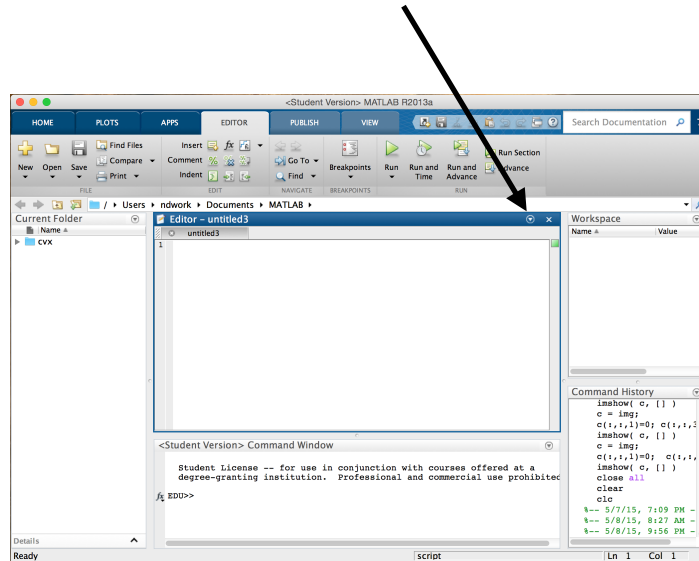 <Student Version> MATLAB R2013a
HOME PLOTS APPS EDITOR PUBLISH VIEW Search Documentation
New Open Save Find Files Compare Print
Insert fx Comment % Indent
Go To Find
Breakpoints Run Run and Time Run and Advance Run Section Advance
FILE EDIT NAVIGATE BREAKPOINTS RUN
/ Users ndwork Documents MATLAB
Current Folder
Name
cvx
Details
Editor - untitled3
untitled3
1
<Student Version> Command Window
Student License -- for use in conjunction with courses offered at a
degree-granting institution. Professional and commercial use prohibited
fx EDU>>
Workspace
Name Value
Command History
imshow( c, [] )
c = img;
c(:,:,1)=0; c(:,:,
imshow( c, [] )
c = img;
c(:,:,1)=0; c(:,:,
imshow( c, [] )
close all
clear
clc
%-- 5/7/15, 7:09 PM -
%-- 5/8/15, 8:27 AM -
%-- 5/8/15, 9:56 PM -
Ready script Ln 1 Col 1